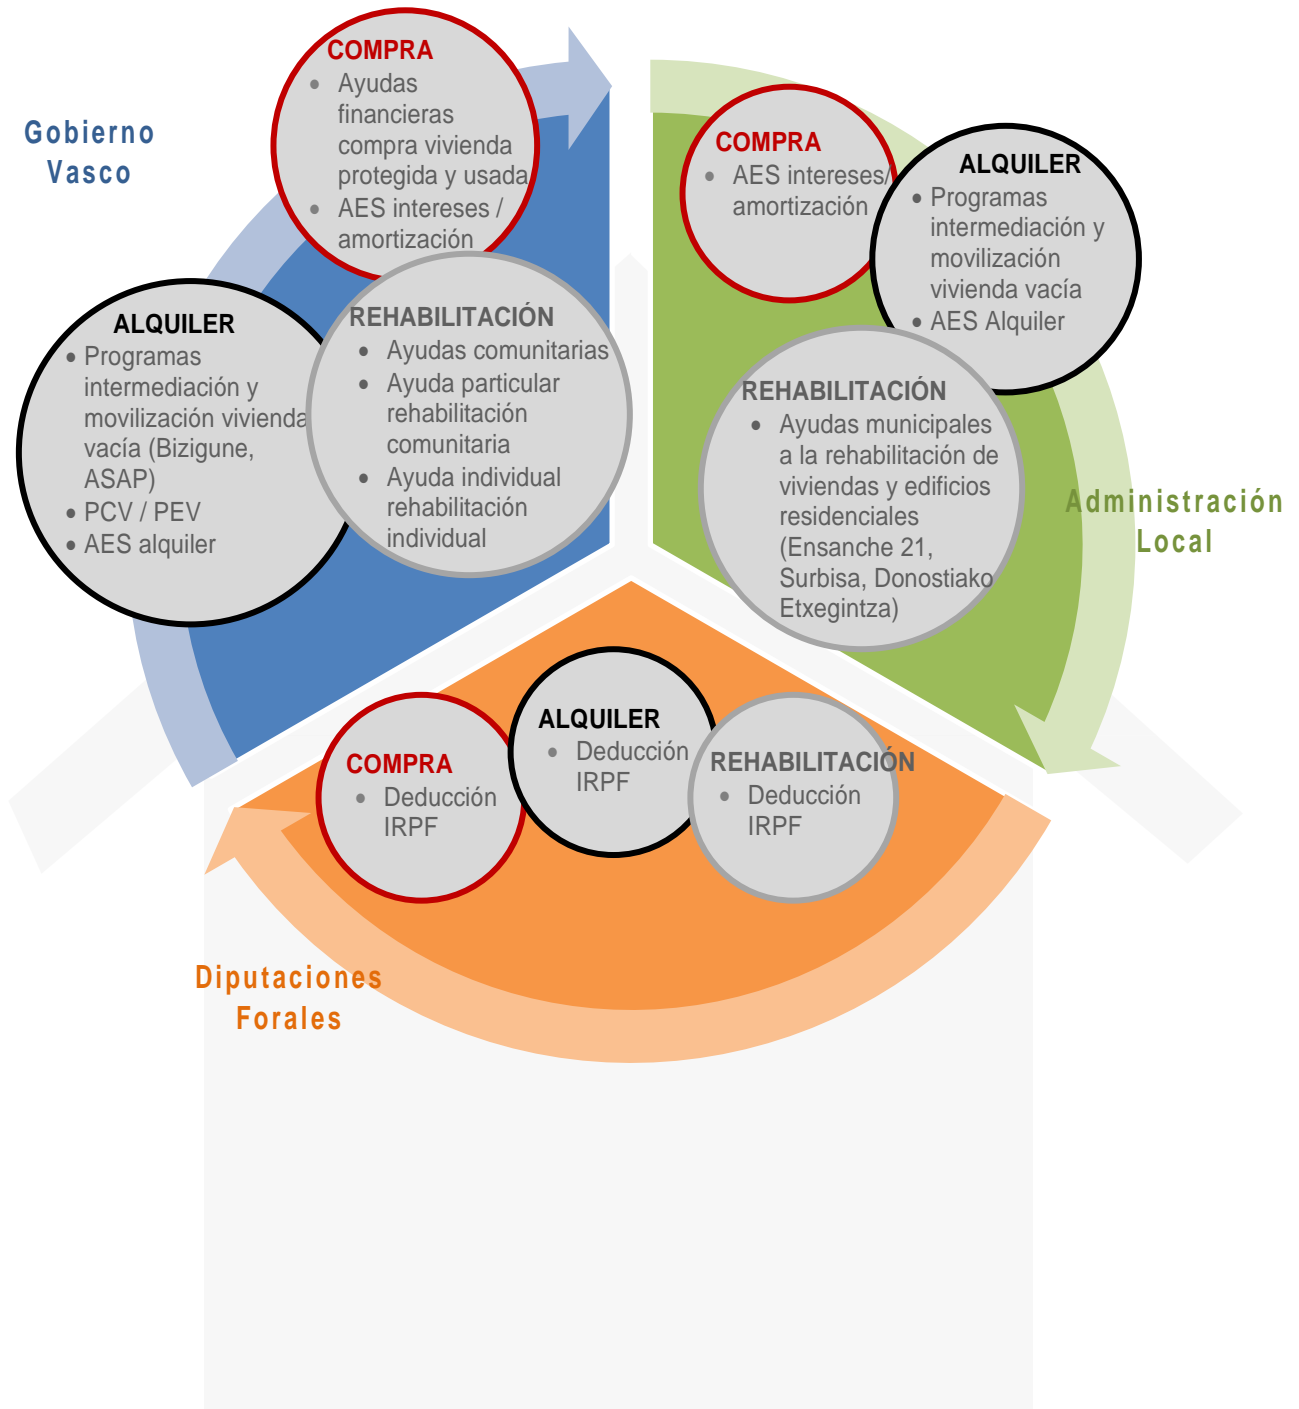 Gobierno
Vasco
COMPRA
• Ayudas
financieras
compra vivienda
protegida y usada
• AES intereses /
amortización
ALQUILER
• Programas
intermediación y
movilización vivienda
vacía (Bizigune,
ASAP)
• PCV / PEV
• AES alquiler
REHABILITACIÓN
• Ayudas comunitarias
• Ayuda particular
rehabilitación
comunitaria
• Ayuda individual
rehabilitación
individual
COMPRA
• AES intereses/
amortización
ALQUILER
• Programas
intermediación y
movilización
vivienda vacía
• AES Alquiler
REHABILITACIÓN
• Ayudas municipales
a la rehabilitación de
viviendas y edificios
residenciales
(Ensanche 21,
Surbisa, Donostiako
Etxegintza)
Administración
Local
COMPRA
• Deducción
IRPF
ALQUILER
• Deducción
IRPF
REHABILITACIÓN
• Deducción
IRPF
Diputaciones
Forales